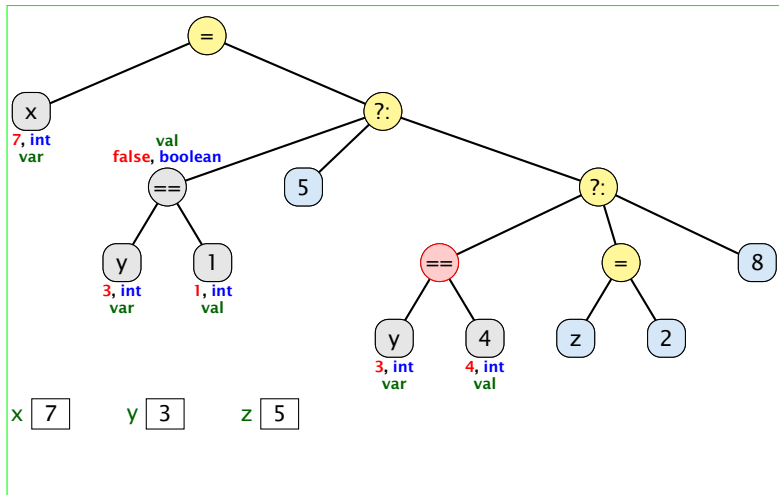 =
x
?:
7, int
var
val
false, boolean
==
5
?:
y
1
==
=
8
3, int
var
1, int
val
y
4
z
2
3, int
var
4, int
val
x 7
y 3
z 5